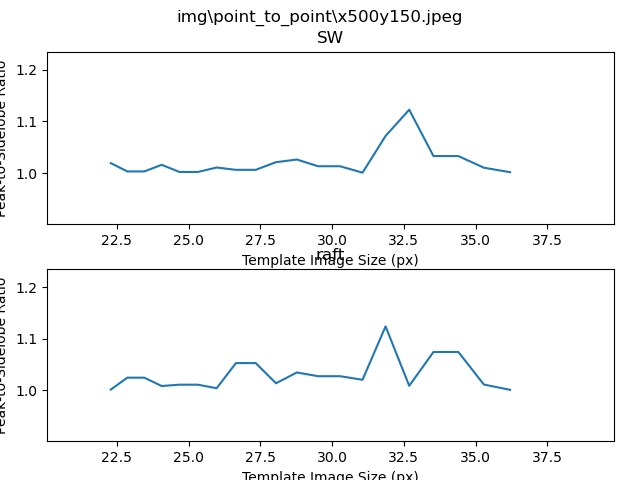 img\point_to_point\x500y150.jpeg
SW
Peak-to-Sidelobe Ratio
1.2
1.1
1.0
22.5 25.0 27.5 30.0 32.5 35.0 37.5
Template Image Size (px)
raft
Peak-to-Sidelobe Ratio
1.2
1.1
1.0
22.5 25.0 27.5 30.0 32.5 35.0 37.5
Template Image Size (px)